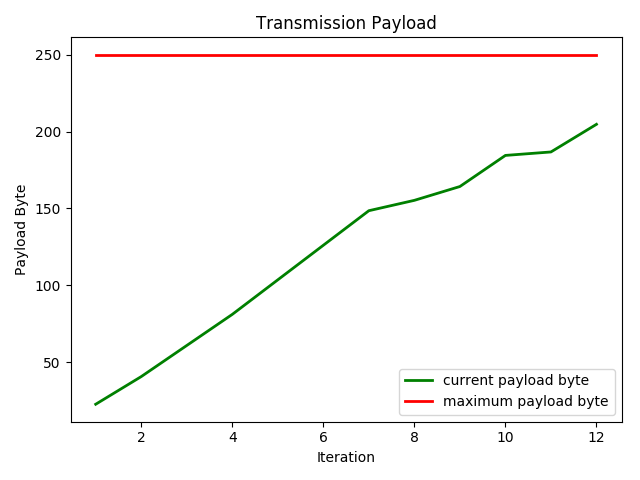 Transmission Payload
250
200
150
100
50
Payload Byte
current payload byte
maximum payload byte
2 4 6 8 10 12
Iteration